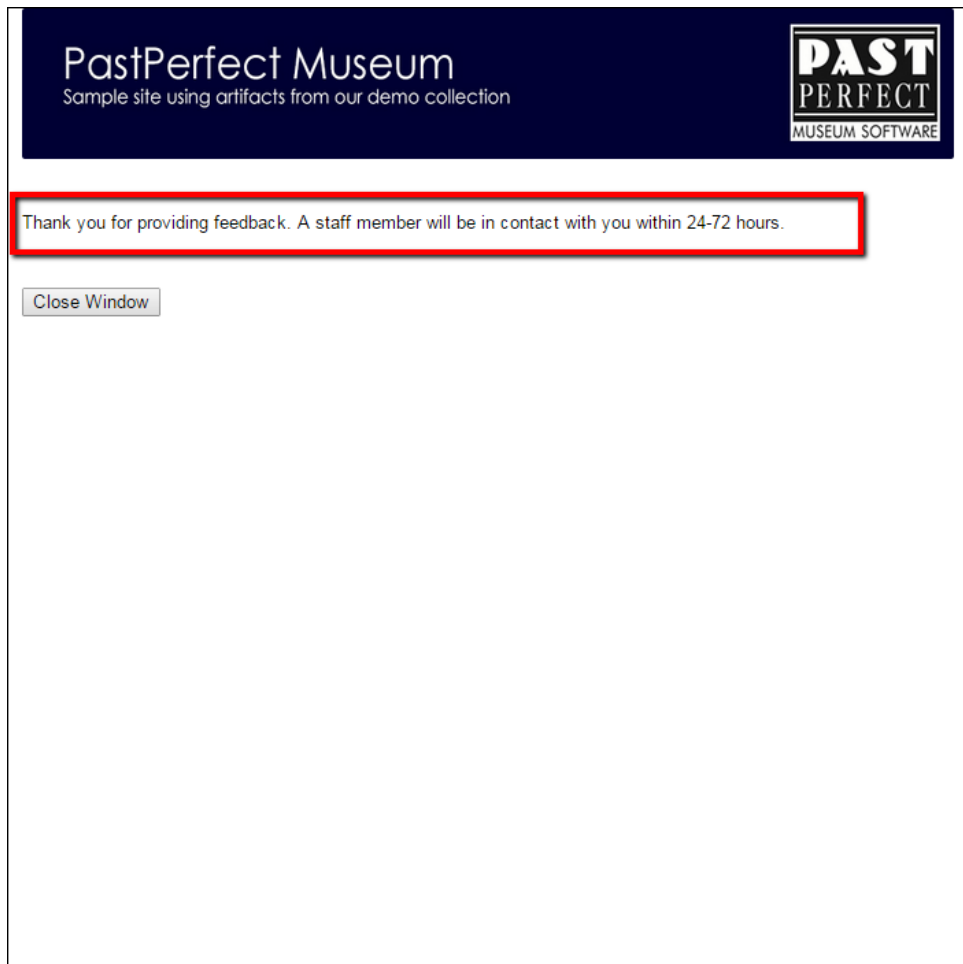 PastPerfect Museum
Sample site using artifacts from our demo collection
PAST
PERFECT
MUSEUM SOFTWARE
Thank you for providing feedback. A staff member will be in contact with you within 24-72 hours.
Close Window